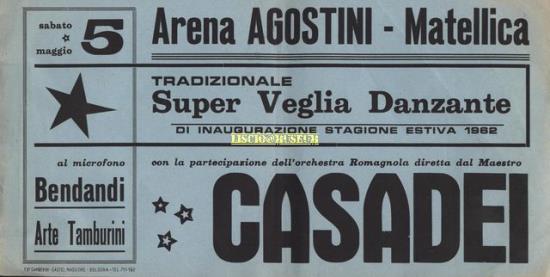 sabato
maggio
5
Arena AGOSTINI - Matellica
TRADIZIONALE
Super Veglia Danzante
DI INAUGURAZIONE STAGIONE ESTIVA 1962
LISCIO@MUSEUM
al microfono
Bendandi
Arte Tamburini
con la partecipazione dell'orchestra Romagnola diretta dal Maestro
CASADEI